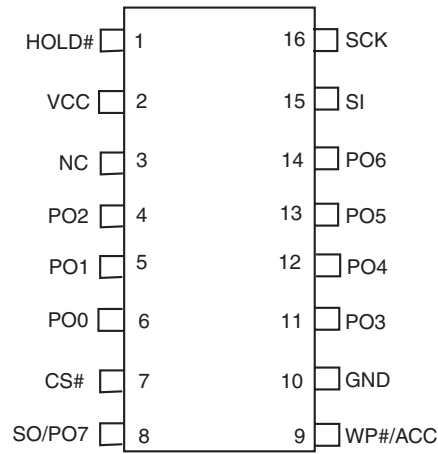 HOLD# 1 16 SCK
VCC 2 15 SI
NC 3 14 PO6
PO2 4 13 PO5
PO1 5 12 PO4
PO0 6 11 PO3
CS# 7 10 GND
SO/PO7 8 9 WP#/ACC